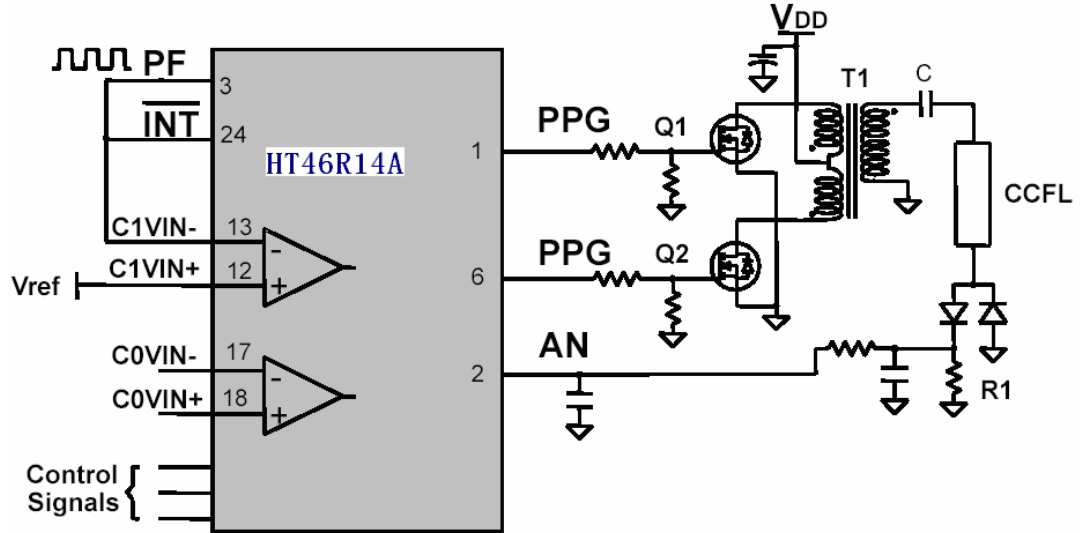 VDD
PF
3
T1
C
INT
24
PPG
Q1
1
HT46R14A
CCFL
C1VIN-
13
-
C1VIN+
12
+
Vref
PPG
Q2
6
AN
C0VIN-
17
-
2
C0VIN+
18
+
R1
Control
Signals